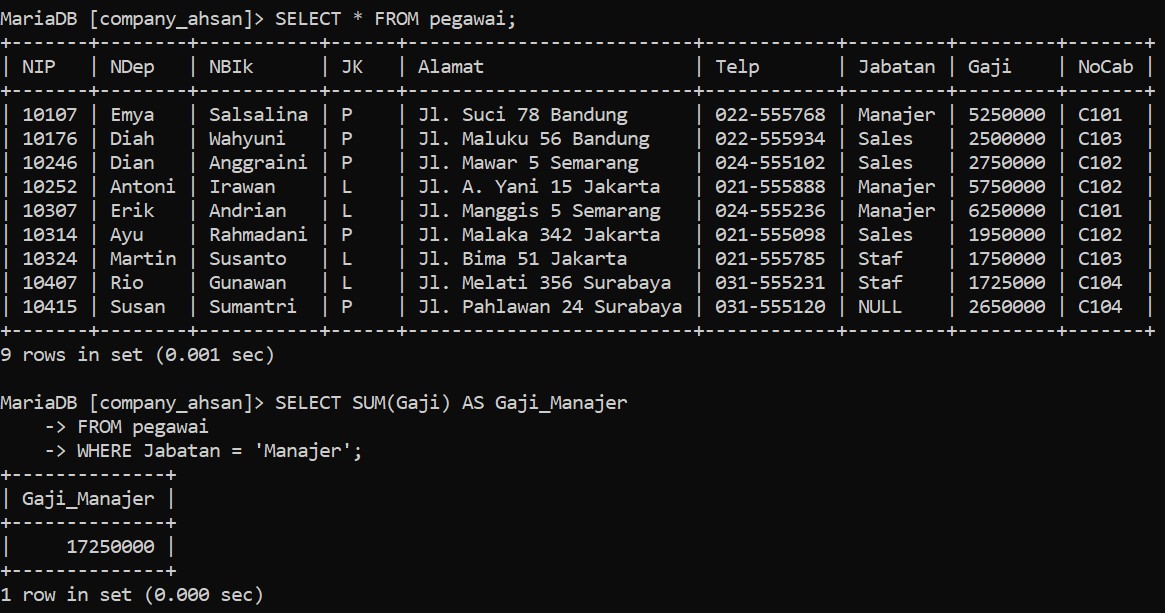 MariaDB [company_ahsan]> SELECT * FROM pegawai;
+-------+--------+-----------+------+--------------------------+------------+---------+---------+-------+
| NIP   | NDep   | NBIk      | JK   | Alamat                   | Telp       | Jabatan | Gaji    | NoCab |
+-------+--------+-----------+------+--------------------------+------------+---------+---------+-------+
| 10107 | Emya   | Salsalina | P    | Jl. Suci 78 Bandung      | 022-555768 | Manajer | 5250000 | C101  |
| 10176 | Diah   | Wahyuni   | P    | Jl. Maluku 56 Bandung    | 022-555934 | Sales   | 2500000 | C103  |
| 10246 | Dian   | Anggraini | P    | Jl. Mawar 5 Semarang     | 024-555102 | Sales   | 2750000 | C102  |
| 10252 | Antoni | Irawan    | L    | Jl. A. Yani 15 Jakarta   | 021-555888 | Manajer | 5750000 | C102  |
| 10307 | Erik   | Andrian   | L    | Jl. Manggis 5 Semarang   | 024-555236 | Manajer | 6250000 | C101  |
| 10314 | Ayu    | Rahmadani | P    | Jl. Malaka 342 Jakarta   | 021-555098 | Sales   | 1950000 | C102  |
| 10324 | Martin | Susanto   | L    | Jl. Bima 51 Jakarta      | 021-555785 | Staf    | 1750000 | C103  |
| 10407 | Rio    | Gunawan   | L    | Jl. Melati 356 Surabaya  | 031-555231 | Staf    | 1725000 | C104  |
| 10415 | Susan  | Sumantri  | P    | Jl. Pahlawan 24 Surabaya | 031-555120 | NULL    | 2650000 | C104  |
+-------+--------+-----------+------+--------------------------+------------+---------+---------+-------+
9 rows in set (0.001 sec)

MariaDB [company_ahsan]> SELECT SUM(Gaji) AS Gaji_Manajer
    -> FROM pegawai
    -> WHERE Jabatan = 'Manajer';
+--------------+
| Gaji_Manajer |
+--------------+
|     17250000 |
+--------------+
1 row in set (0.000 sec)